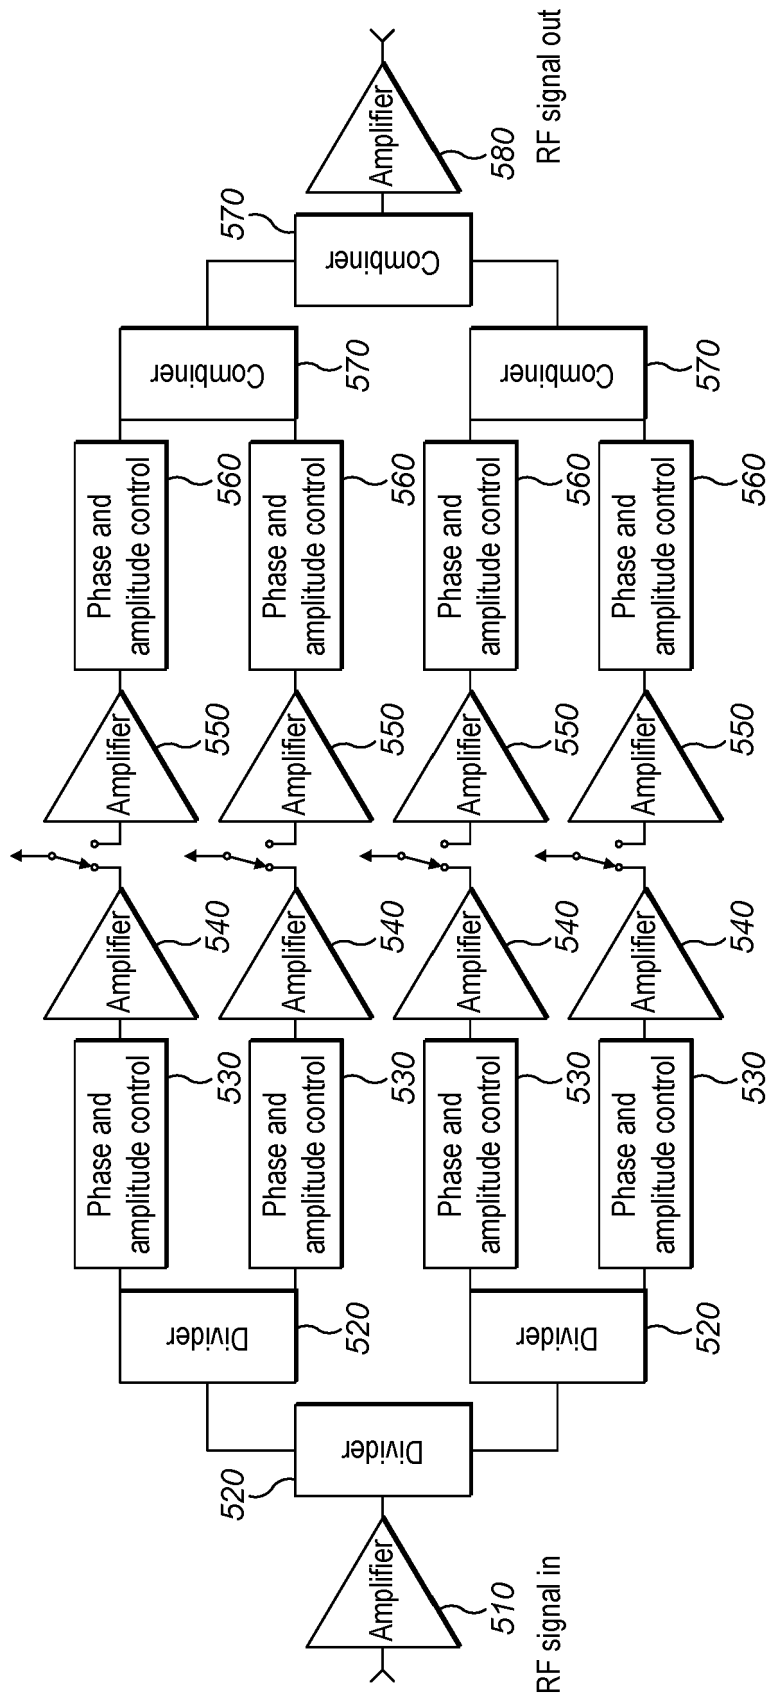 Amplifier
580
RF signal out
570
Combiner
Combiner
570
Combiner
570
Phase and
amplitude control
560
Phase and
amplitude control
560
Phase and
amplitude control
560
Phase and
amplitude control
560
Amplifier
550
Amplifier
550
Amplifier
550
Amplifier
550
Amplifier
540
Amplifier
540
Amplifier
540
Amplifier
540
Phase and
amplitude control
530
Phase and
amplitude control
530
Phase and
amplitude control
530
Phase and
amplitude control
530
Divider
520
Divider
520
Divider
520
Amplifier
510
RF signal in